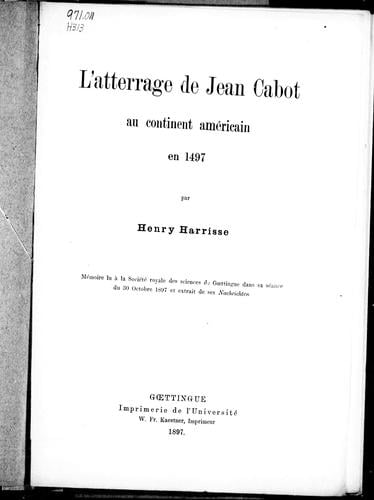 971.011
H313
L'atterrage de Jean Cabot
au continent américain
en 1497
par
Henry Harrisse
Mémoire lu à la Société royale des sciences de Gœttingue dans sa séance
du 30 Octobre 1897 et extrait de ses Nachrichten
GŒTTINGUE
Imprimerie de l'Université
W. Fr. Kaestner, Imprimeur
1897.